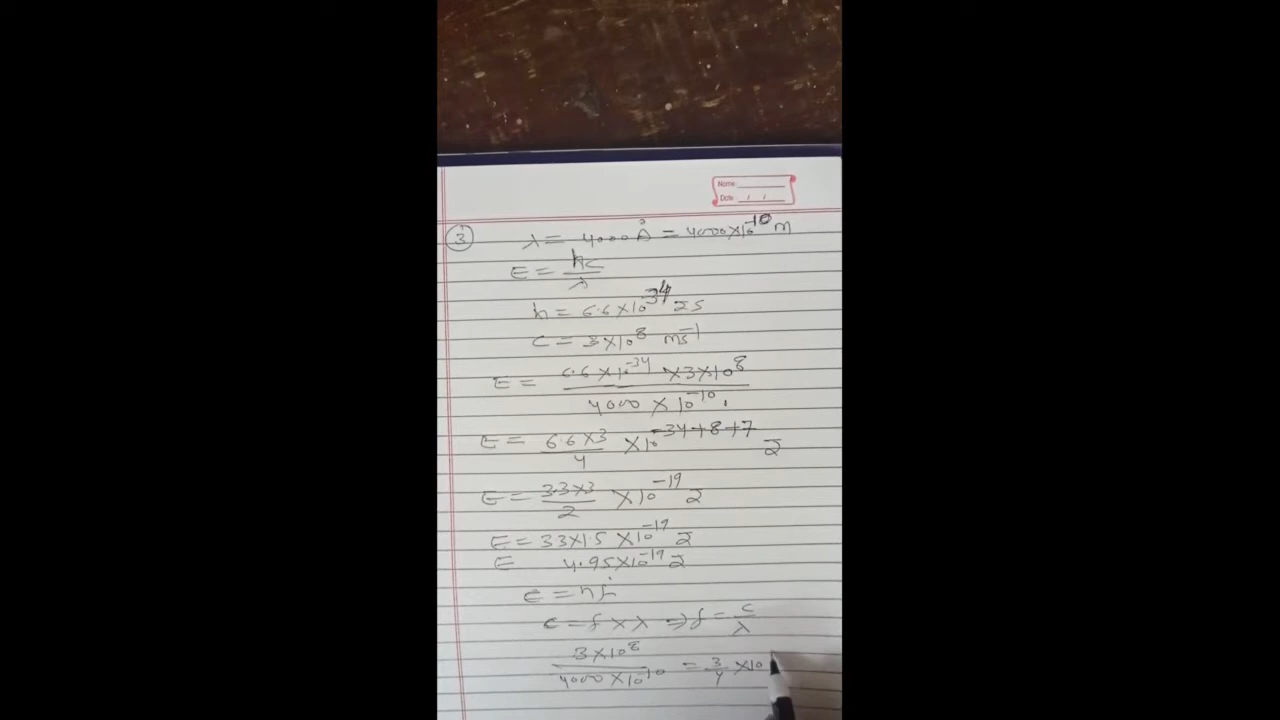 Name
Date / /
3 λ = 4000 Å = 4000×10⁻¹⁰ m
E = hc/λ
h = 6.6×10⁻³⁴ JS
C = 3×10⁸ ms⁻¹
E = 6.6×10⁻³⁴ ×3×10⁸ / 4000 × 10⁻¹⁰
E = 6.6×3/4 ×10⁻³⁴⁺⁸⁺⁷ J
E = 3.3×3/2 ×10⁻¹⁹ J
E = 33×1.5 ×10⁻¹⁹ J
E 4.95×10⁻¹⁹ J
E = hf
c = f × λ ⇒ f = c/λ
3×10⁸ / 4000×10⁻¹⁰ = 3/4 ×10